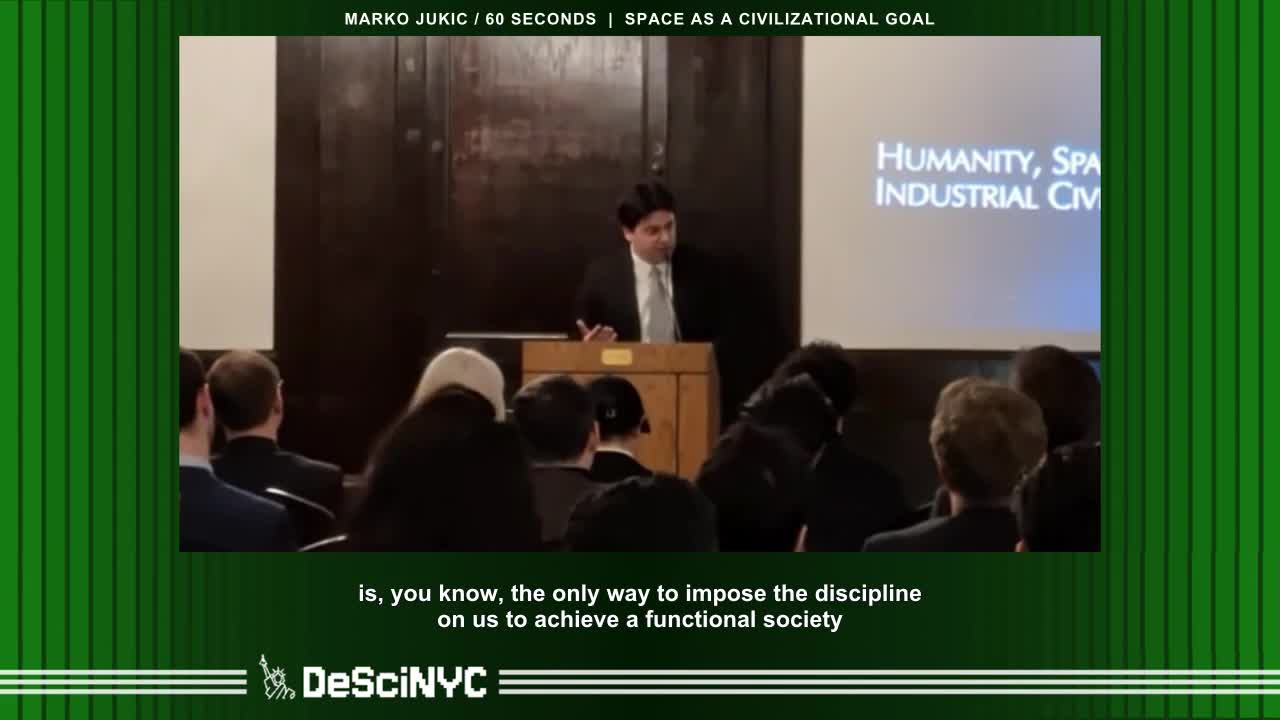 MARKO JUKIC / 60 SECONDS | SPACE AS A CIVILIZATIONAL GOAL
HUMANITY, SPA
INDUSTRIAL CIVI
is, you know, the only way to impose the discipline
on us to achieve a functional society
DeSciNYC